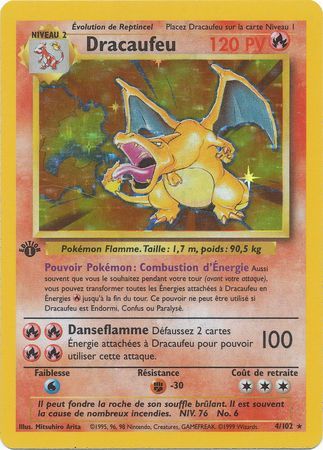 Évolution de Reptincel Placez Dracaufeu sur la carte Niveau 1
NIVEAU 2
Dracaufeu 120 PV
EDITION 1
Pokémon Flamme. Taille: 1,7 m, poids: 90,5 kg
Pouvoir Pokémon: Combustion d'Énergie Aussi
souvent que vous le souhaitez pendant votre tour (avant votre attaque),
vous pouvez transformer toutes les Énergies attachées à Dracaufeu en
Énergies jusqu'à la fin du tour. Ce pouvoir ne peut être utilisé si
Dracaufeu est Endormi, Confus ou Paralysé.
Danseflamme Défaussez 2 cartes
Énergie attachées à Dracaufeu pour pouvoir
utiliser cette attaque.
100
Faiblesse Résistance Coût de retraite
-30
Il peut fondre la roche de son souffle brûlant. Il est souvent
la cause de nombreux incendies. NIV. 76 No. 6
Illus. Mitsuhiro Arita ©1995, 96, 98 Nintendo, Creatures, GAMEFREAK. ©1999 Wizards. 4/102 ★